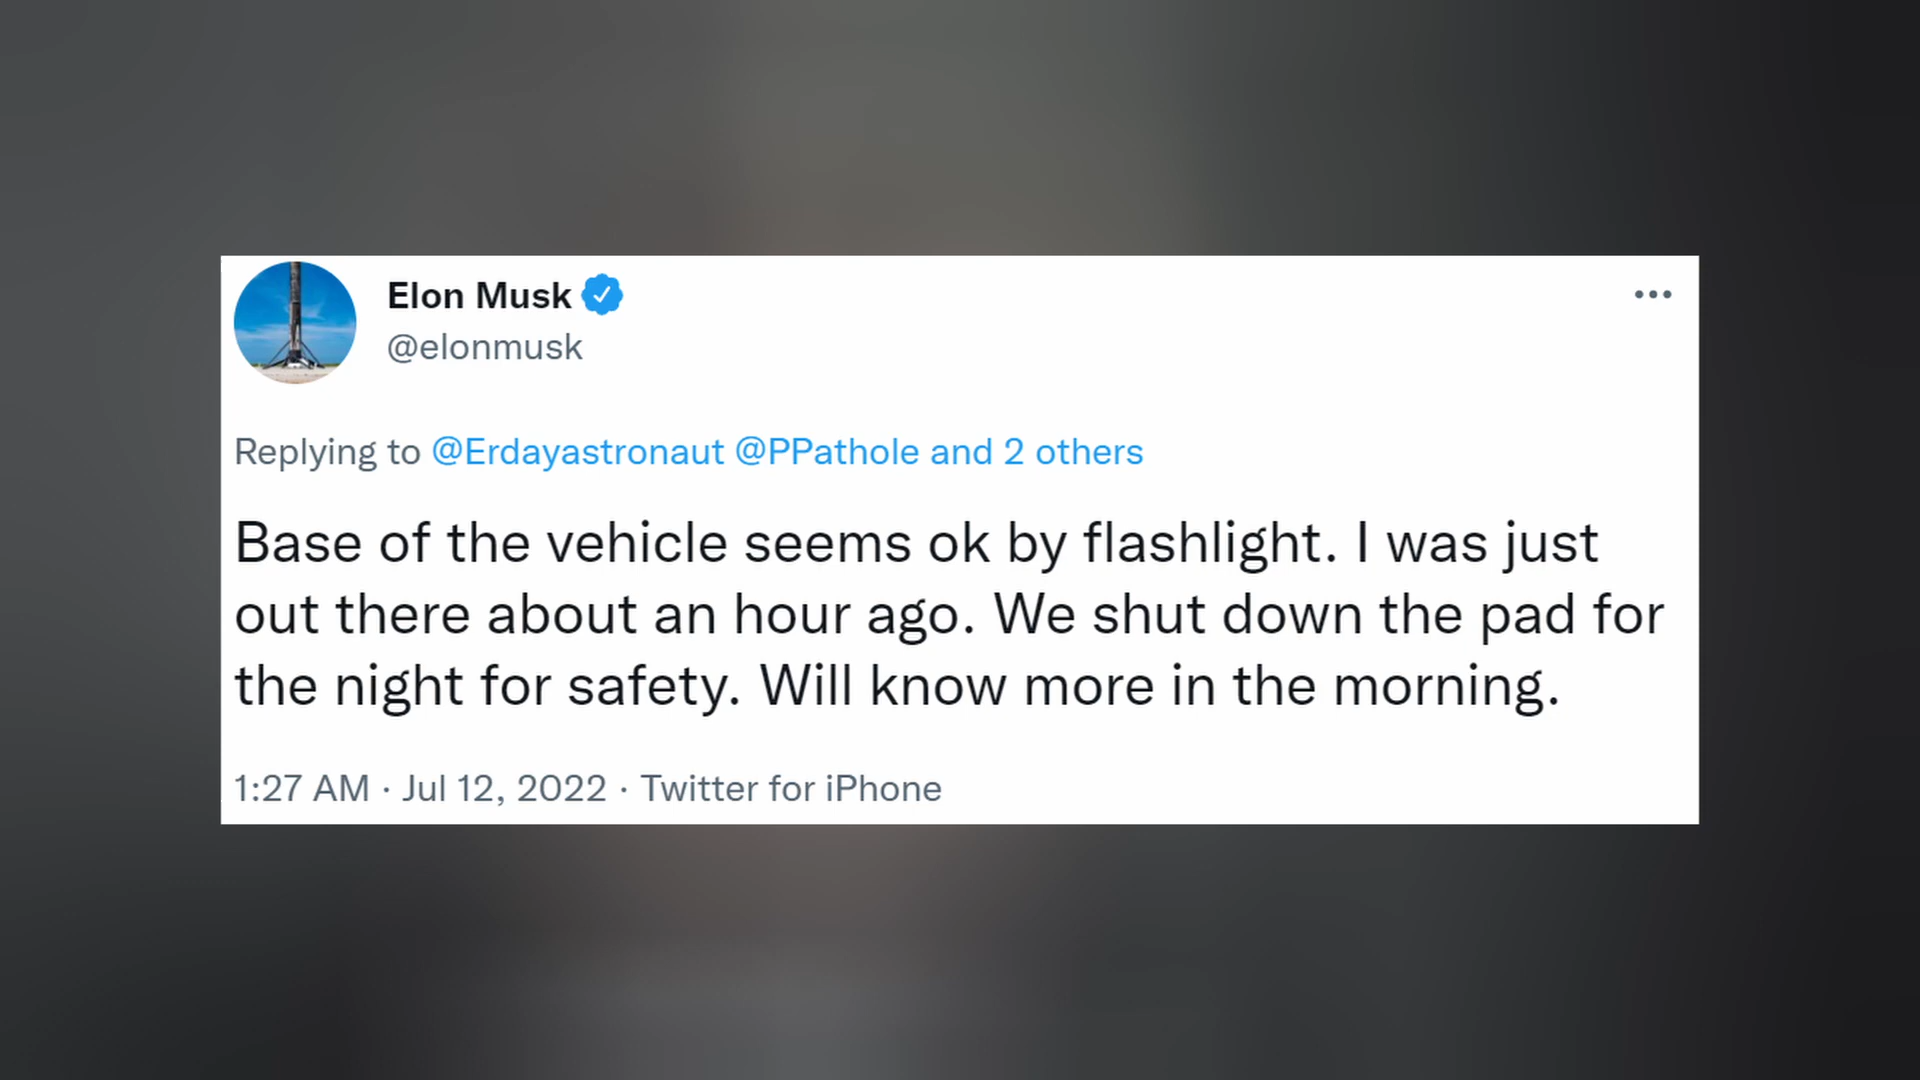 Elon Musk
@elonmusk
Replying to @Erdayastronaut @PPathole and 2 others
Base of the vehicle seems ok by flashlight. I was just
out there about an hour ago. We shut down the pad for
the night for safety. Will know more in the morning.
1:27 AM · Jul 12, 2022 · Twitter for iPhone